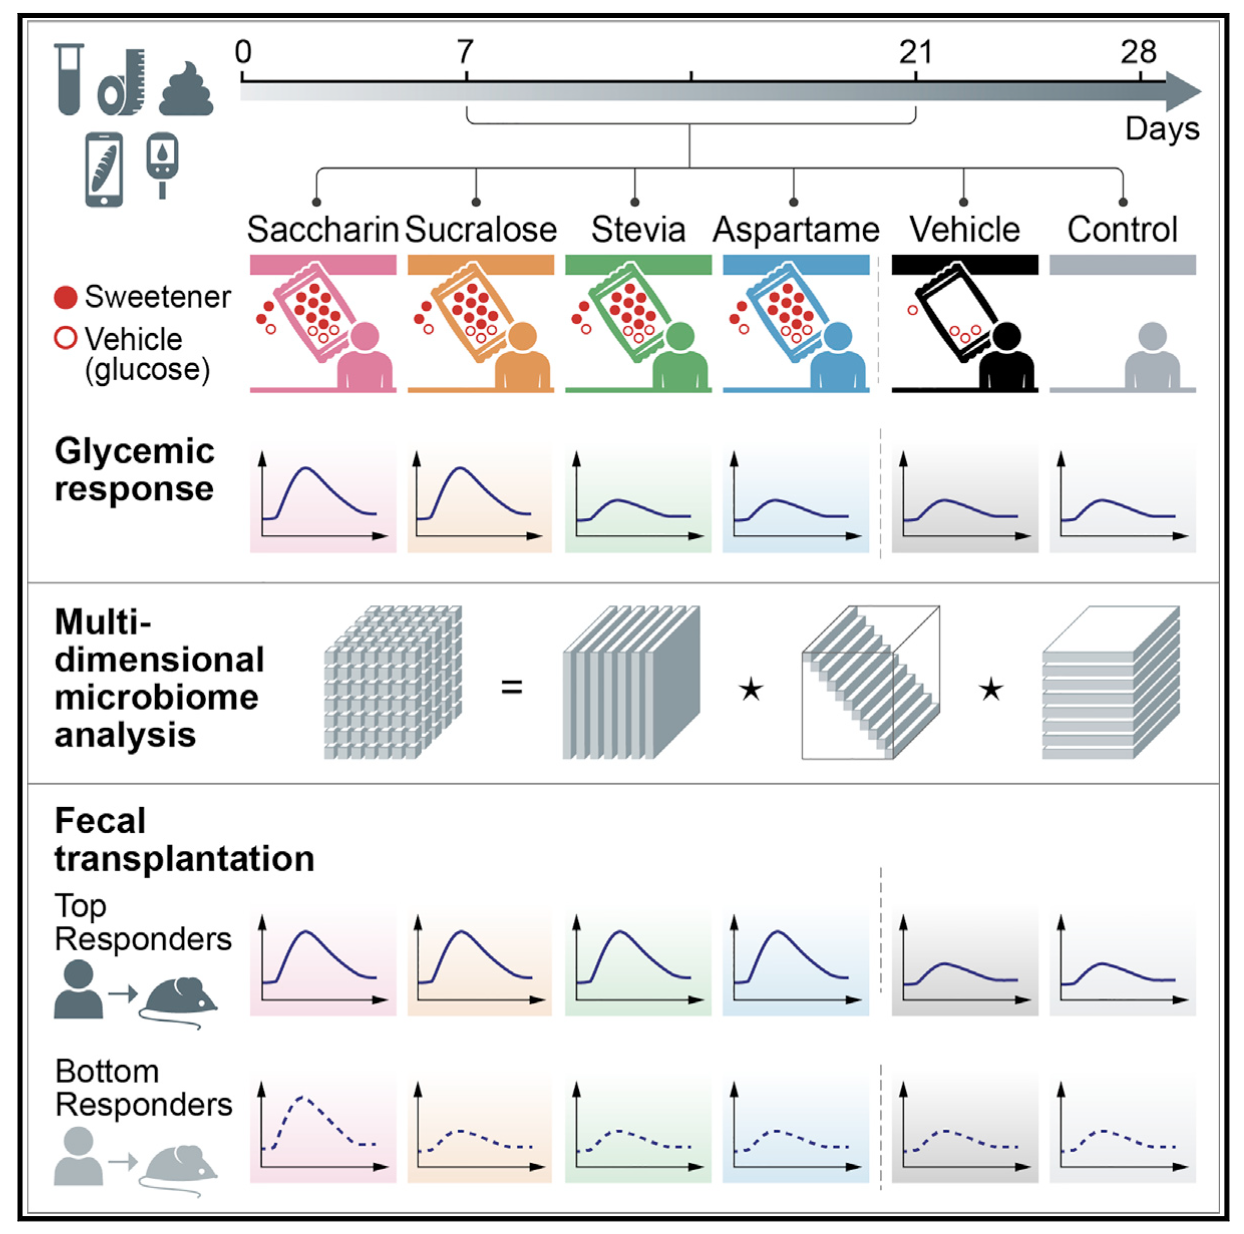 0 7 21 28
Days
Saccharin Sucralose Stevia Aspartame Vehicle Control
Sweetener
Vehicle
(glucose)
Glycemic
response
Multi-
dimensional
microbiome
analysis
= ★ ★
Fecal
transplantation
Top
Responders
Bottom
Responders